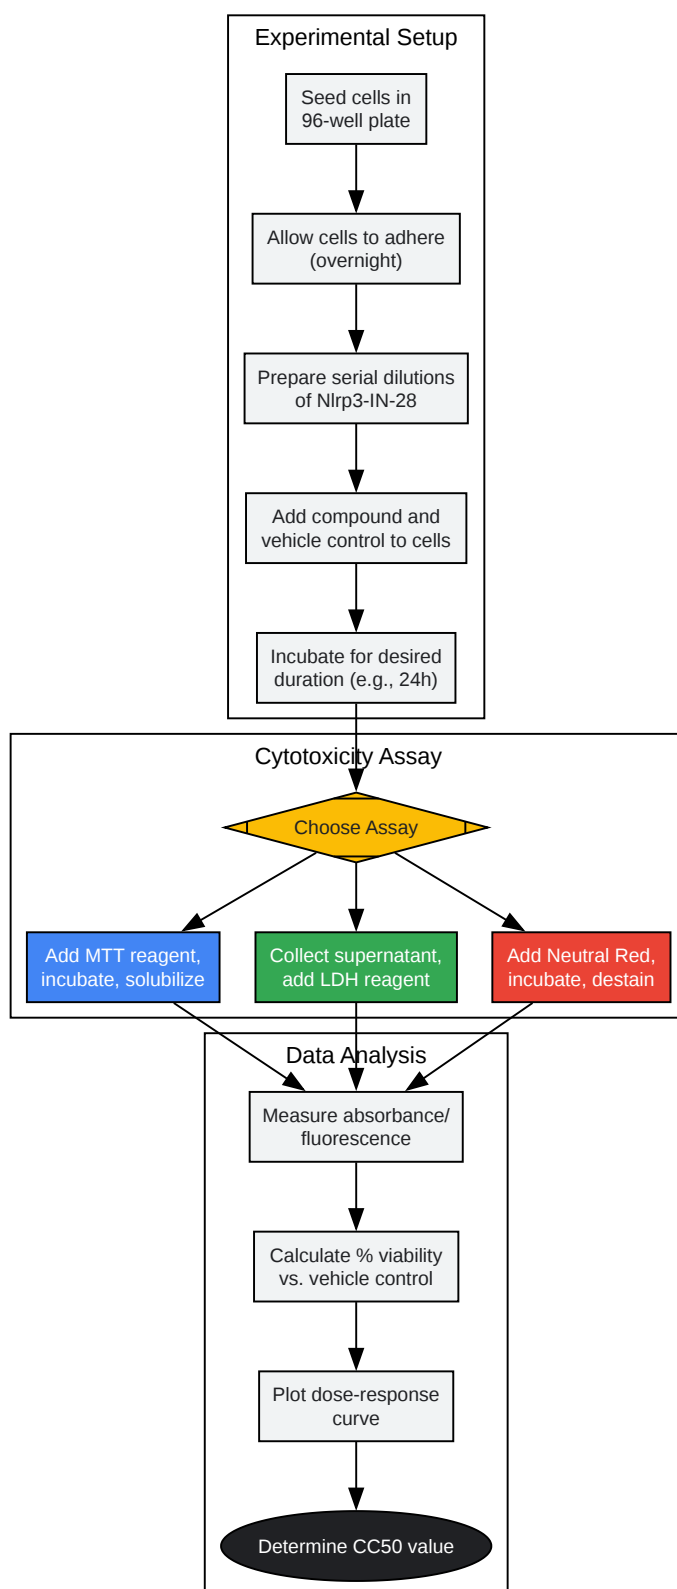 Experimental Setup
Seed cells in
96-well plate
Allow cells to adhere
(overnight)
Prepare serial dilutions
of Nlrp3-IN-28
Add compound and
vehicle control to cells
Incubate for desired
duration (e.g., 24h)
Cytotoxicity Assay
Choose Assay
Add MTT reagent,
incubate, solubilize
Collect supernatant,
add LDH reagent
Add Neutral Red,
incubate, destain
Data Analysis
Measure absorbance/
fluorescence
Calculate % viability
vs. vehicle control
Plot dose-response
curve
Determine CC50 value